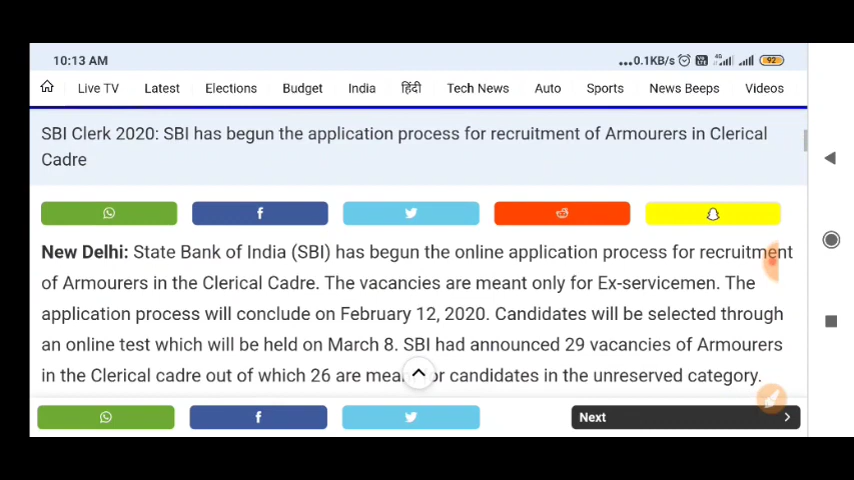 10:13 AM
...0.1KB/s 4G 92
Live TV Latest Elections Budget India हिंदी Tech News Auto Sports News Beeps Videos
SBI Clerk 2020: SBI has begun the application process for recruitment of Armourers in Clerical
Cadre
New Delhi: State Bank of India (SBI) has begun the online application process for recruitment
of Armourers in the Clerical Cadre. The vacancies are meant only for Ex-servicemen. The
application process will conclude on February 12, 2020. Candidates will be selected through
an online test which will be held on March 8. SBI had announced 29 vacancies of Armourers
in the Clerical cadre out of which 26 are mea or candidates in the unreserved category.
Next